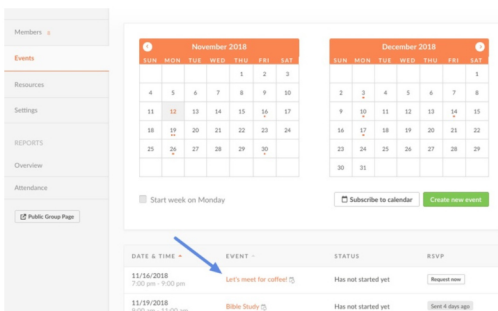 Members
Events
Resources
Settings
REPORTS
Overview
Attendance
Public Group Page
November 2018
SUN MON TUE WED THU FRI SAT
1 2 3
4 5 6 7 8 9 10
11 12 13 14 15 16 17
18 19 20 21 22 23 24
25 26 27 28 29 30
December 2018
SUN MON TUE WED THU FRI SAT
1
2 3 4 5 6 7 8
9 10 11 12 13 14 15
16 17 18 19 20 21 22
23 24 25 26 27 28 29
30 31
Start week on Monday
Subscribe to calendar
Create new event
DATE & TIME EVENT STATUS RSVP
11/16/2018
7:00 pm - 9:00 pm
Let's meet for coffee!
Has not started yet
Request now
11/19/2018
Bible Study
Has not started yet
Sent 4 days ago